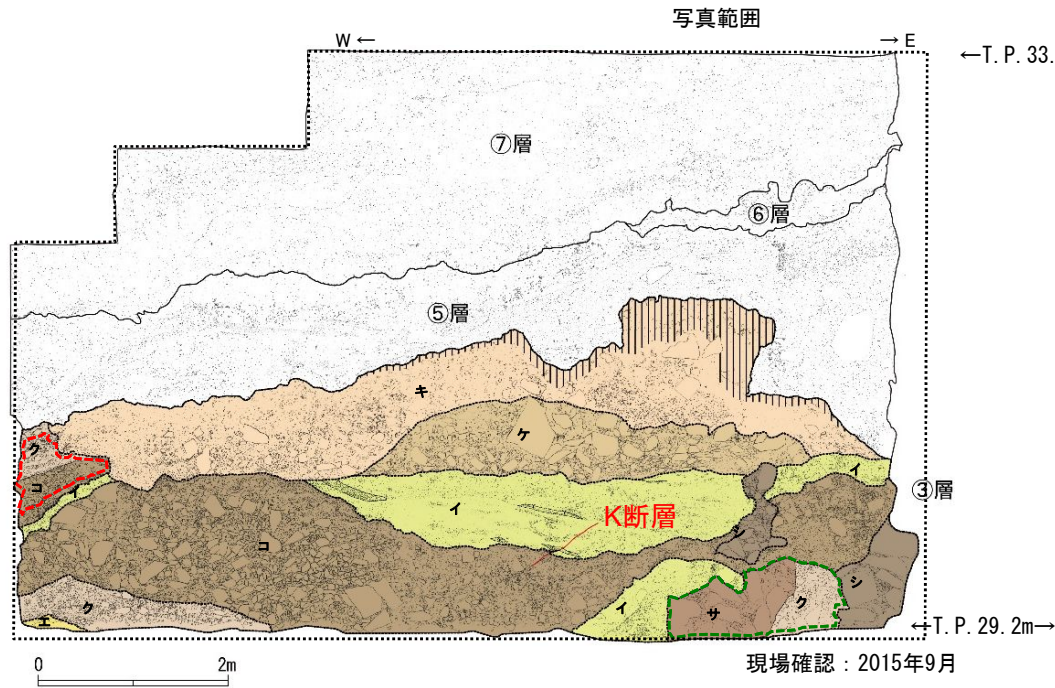 写真範囲
W ←
→ E
←T.P.33.
⑦層
⑥層
⑤層
キ
ケ
ク
コ
イ
イ
③層
イ
K断層
シ
コ
シ
ク
エ
イ
サ
ク
←T.P.29.2m→
現場確認：2015年9月
0
2m